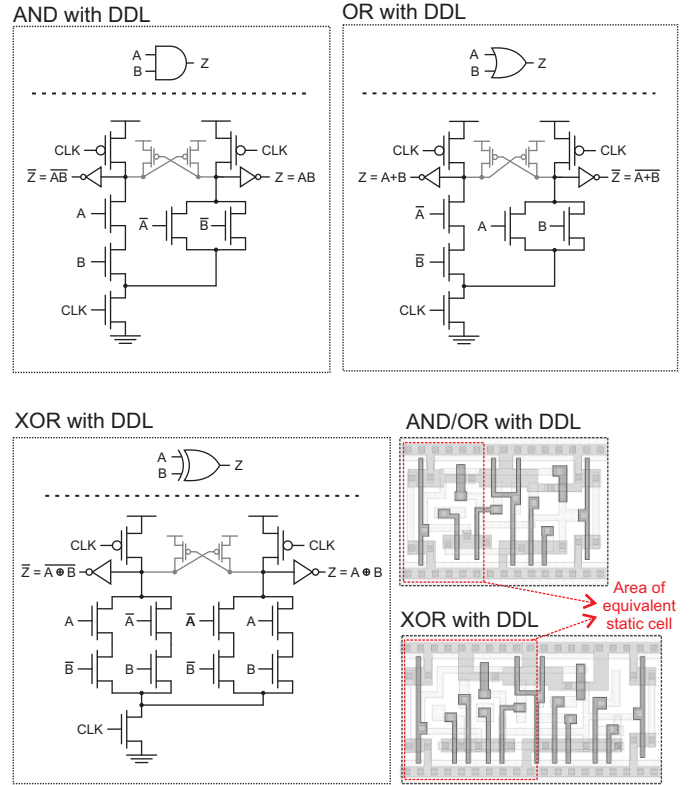 AND with DDL
A
B
Z
CLK
CLK
Z̅ = A̅B̅
Z = AB
A
A̅
B̅
B
CLK
OR with DDL
A
B
Z
CLK
CLK
Z = A+B
Z̅ = A̅+̅B̅
A̅
A
B
B̅
CLK
XOR with DDL
A
B
Z
CLK
CLK
Z̅ = A̅ ⊕̅ B̅
Z = A ⊕ B
A
A̅
A̅
A
B̅
B
B̅
B
CLK
AND/OR with DDL
Area of
equivalent
static cell
XOR with DDL